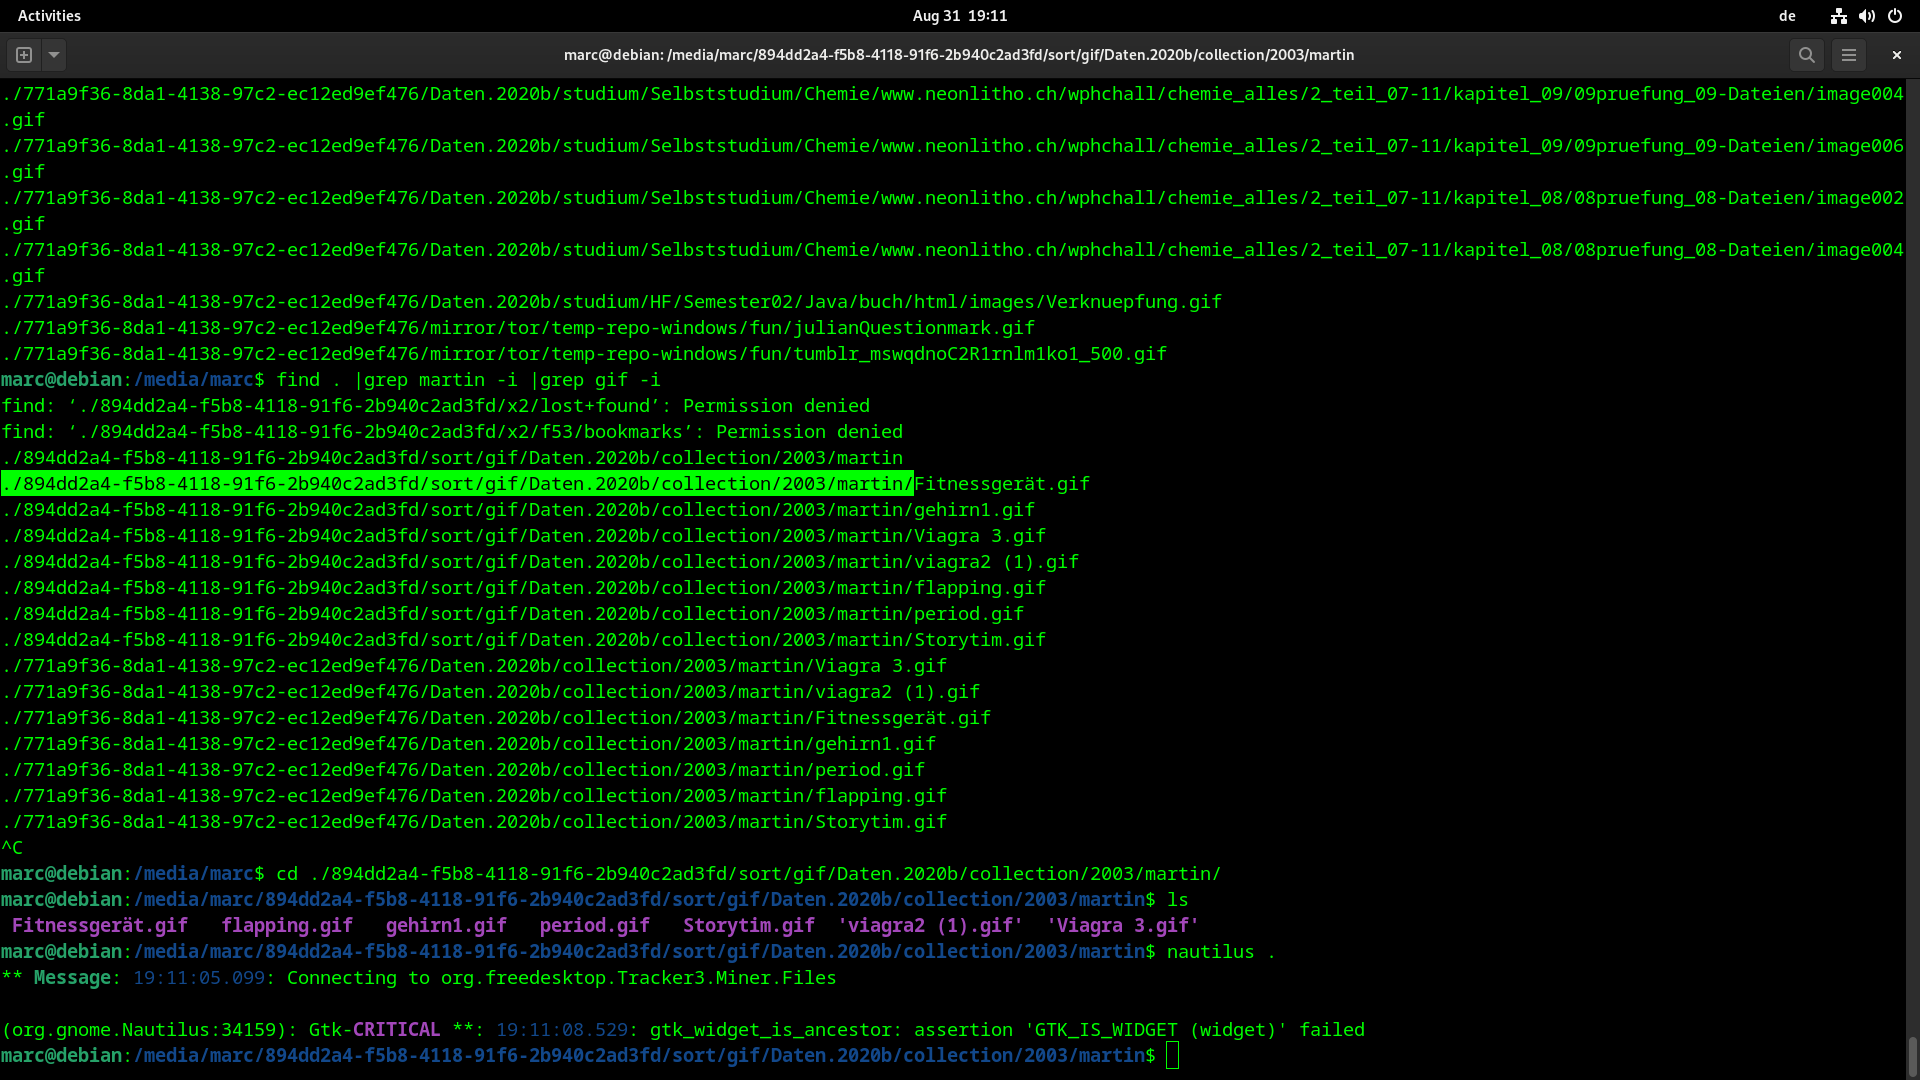 Activities
Aug 31  19:11
de
marc@debian: /media/marc/894dd2a4-f5b8-4118-91f6-2b940c2ad3fd/sort/gif/Daten.2020b/collection/2003/martin
./771a9f36-8da1-4138-97c2-ec12ed9ef476/Daten.2020b/studium/Selbststudium/Chemie/www.neonlitho.ch/wphchall/chemie_alles/2_teil_07-11/kapitel_09/09pruefung_09-Dateien/image004
.gif
./771a9f36-8da1-4138-97c2-ec12ed9ef476/Daten.2020b/studium/Selbststudium/Chemie/www.neonlitho.ch/wphchall/chemie_alles/2_teil_07-11/kapitel_09/09pruefung_09-Dateien/image006
.gif
./771a9f36-8da1-4138-97c2-ec12ed9ef476/Daten.2020b/studium/Selbststudium/Chemie/www.neonlitho.ch/wphchall/chemie_alles/2_teil_07-11/kapitel_08/08pruefung_08-Dateien/image002
.gif
./771a9f36-8da1-4138-97c2-ec12ed9ef476/Daten.2020b/studium/Selbststudium/Chemie/www.neonlitho.ch/wphchall/chemie_alles/2_teil_07-11/kapitel_08/08pruefung_08-Dateien/image004
.gif
./771a9f36-8da1-4138-97c2-ec12ed9ef476/Daten.2020b/studium/HF/Semester02/Java/buch/html/images/Verknuepfung.gif
./771a9f36-8da1-4138-97c2-ec12ed9ef476/mirror/tor/temp-repo-windows/fun/julianQuestionmark.gif
./771a9f36-8da1-4138-97c2-ec12ed9ef476/mirror/tor/temp-repo-windows/fun/tumblr_mswqdnoC2R1rnlm1ko1_500.gif
marc@debian:/media/marc$ find . |grep martin -i |grep gif -i
find: ‘./894dd2a4-f5b8-4118-91f6-2b940c2ad3fd/x2/lost+found’: Permission denied
find: ‘./894dd2a4-f5b8-4118-91f6-2b940c2ad3fd/x2/f53/bookmarks’: Permission denied
./894dd2a4-f5b8-4118-91f6-2b940c2ad3fd/sort/gif/Daten.2020b/collection/2003/martin
./894dd2a4-f5b8-4118-91f6-2b940c2ad3fd/sort/gif/Daten.2020b/collection/2003/martin/Fitnessgerät.gif
./894dd2a4-f5b8-4118-91f6-2b940c2ad3fd/sort/gif/Daten.2020b/collection/2003/martin/gehirn1.gif
./894dd2a4-f5b8-4118-91f6-2b940c2ad3fd/sort/gif/Daten.2020b/collection/2003/martin/Viagra 3.gif
./894dd2a4-f5b8-4118-91f6-2b940c2ad3fd/sort/gif/Daten.2020b/collection/2003/martin/viagra2 (1).gif
./894dd2a4-f5b8-4118-91f6-2b940c2ad3fd/sort/gif/Daten.2020b/collection/2003/martin/flapping.gif
./894dd2a4-f5b8-4118-91f6-2b940c2ad3fd/sort/gif/Daten.2020b/collection/2003/martin/period.gif
./894dd2a4-f5b8-4118-91f6-2b940c2ad3fd/sort/gif/Daten.2020b/collection/2003/martin/Storytim.gif
./771a9f36-8da1-4138-97c2-ec12ed9ef476/Daten.2020b/collection/2003/martin/Viagra 3.gif
./771a9f36-8da1-4138-97c2-ec12ed9ef476/Daten.2020b/collection/2003/martin/viagra2 (1).gif
./771a9f36-8da1-4138-97c2-ec12ed9ef476/Daten.2020b/collection/2003/martin/Fitnessgerät.gif
./771a9f36-8da1-4138-97c2-ec12ed9ef476/Daten.2020b/collection/2003/martin/gehirn1.gif
./771a9f36-8da1-4138-97c2-ec12ed9ef476/Daten.2020b/collection/2003/martin/period.gif
./771a9f36-8da1-4138-97c2-ec12ed9ef476/Daten.2020b/collection/2003/martin/flapping.gif
./771a9f36-8da1-4138-97c2-ec12ed9ef476/Daten.2020b/collection/2003/martin/Storytim.gif
^C
marc@debian:/media/marc$ cd ./894dd2a4-f5b8-4118-91f6-2b940c2ad3fd/sort/gif/Daten.2020b/collection/2003/martin/
marc@debian:/media/marc/894dd2a4-f5b8-4118-91f6-2b940c2ad3fd/sort/gif/Daten.2020b/collection/2003/martin$ ls
Fitnessgerät.gif   flapping.gif   gehirn1.gif   period.gif   Storytim.gif  'viagra2 (1).gif'  'Viagra 3.gif'
marc@debian:/media/marc/894dd2a4-f5b8-4118-91f6-2b940c2ad3fd/sort/gif/Daten.2020b/collection/2003/martin$ nautilus .
** Message: 19:11:05.099: Connecting to org.freedesktop.Tracker3.Miner.Files
(org.gnome.Nautilus:34159): Gtk-CRITICAL **: 19:11:08.529: gtk_widget_is_ancestor: assertion 'GTK_IS_WIDGET (widget)' failed
marc@debian:/media/marc/894dd2a4-f5b8-4118-91f6-2b940c2ad3fd/sort/gif/Daten.2020b/collection/2003/martin$